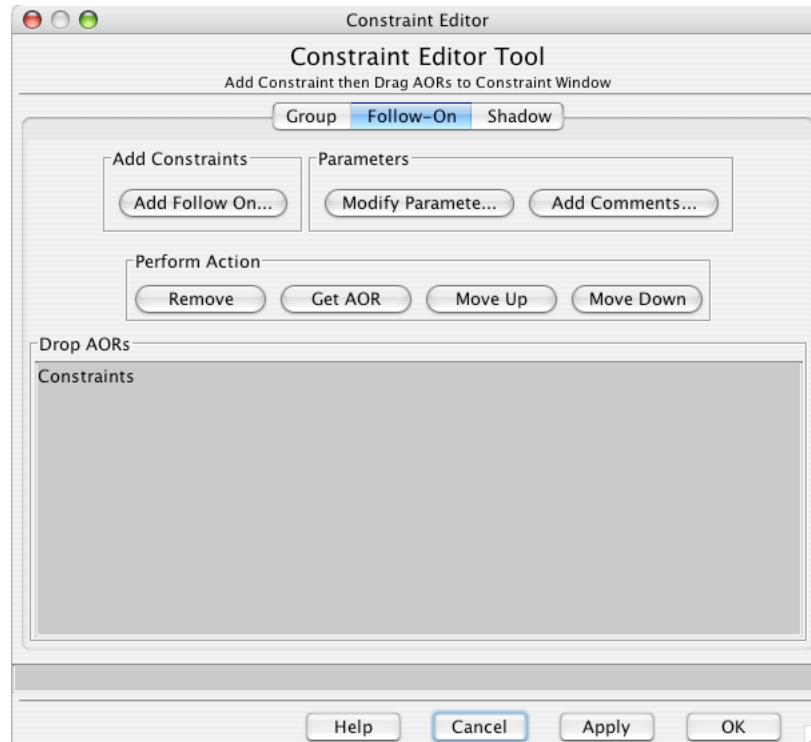 Constraint Editor
Constraint Editor Tool
Add Constraint then Drag AORs to Constraint Window
Group Follow-On Shadow
Add Constraints Parameters
Add Follow On... Modify Paramete... Add Comments...
Perform Action
Remove Get AOR Move Up Move Down
Drop AORs
Constraints
Help Cancel Apply OK